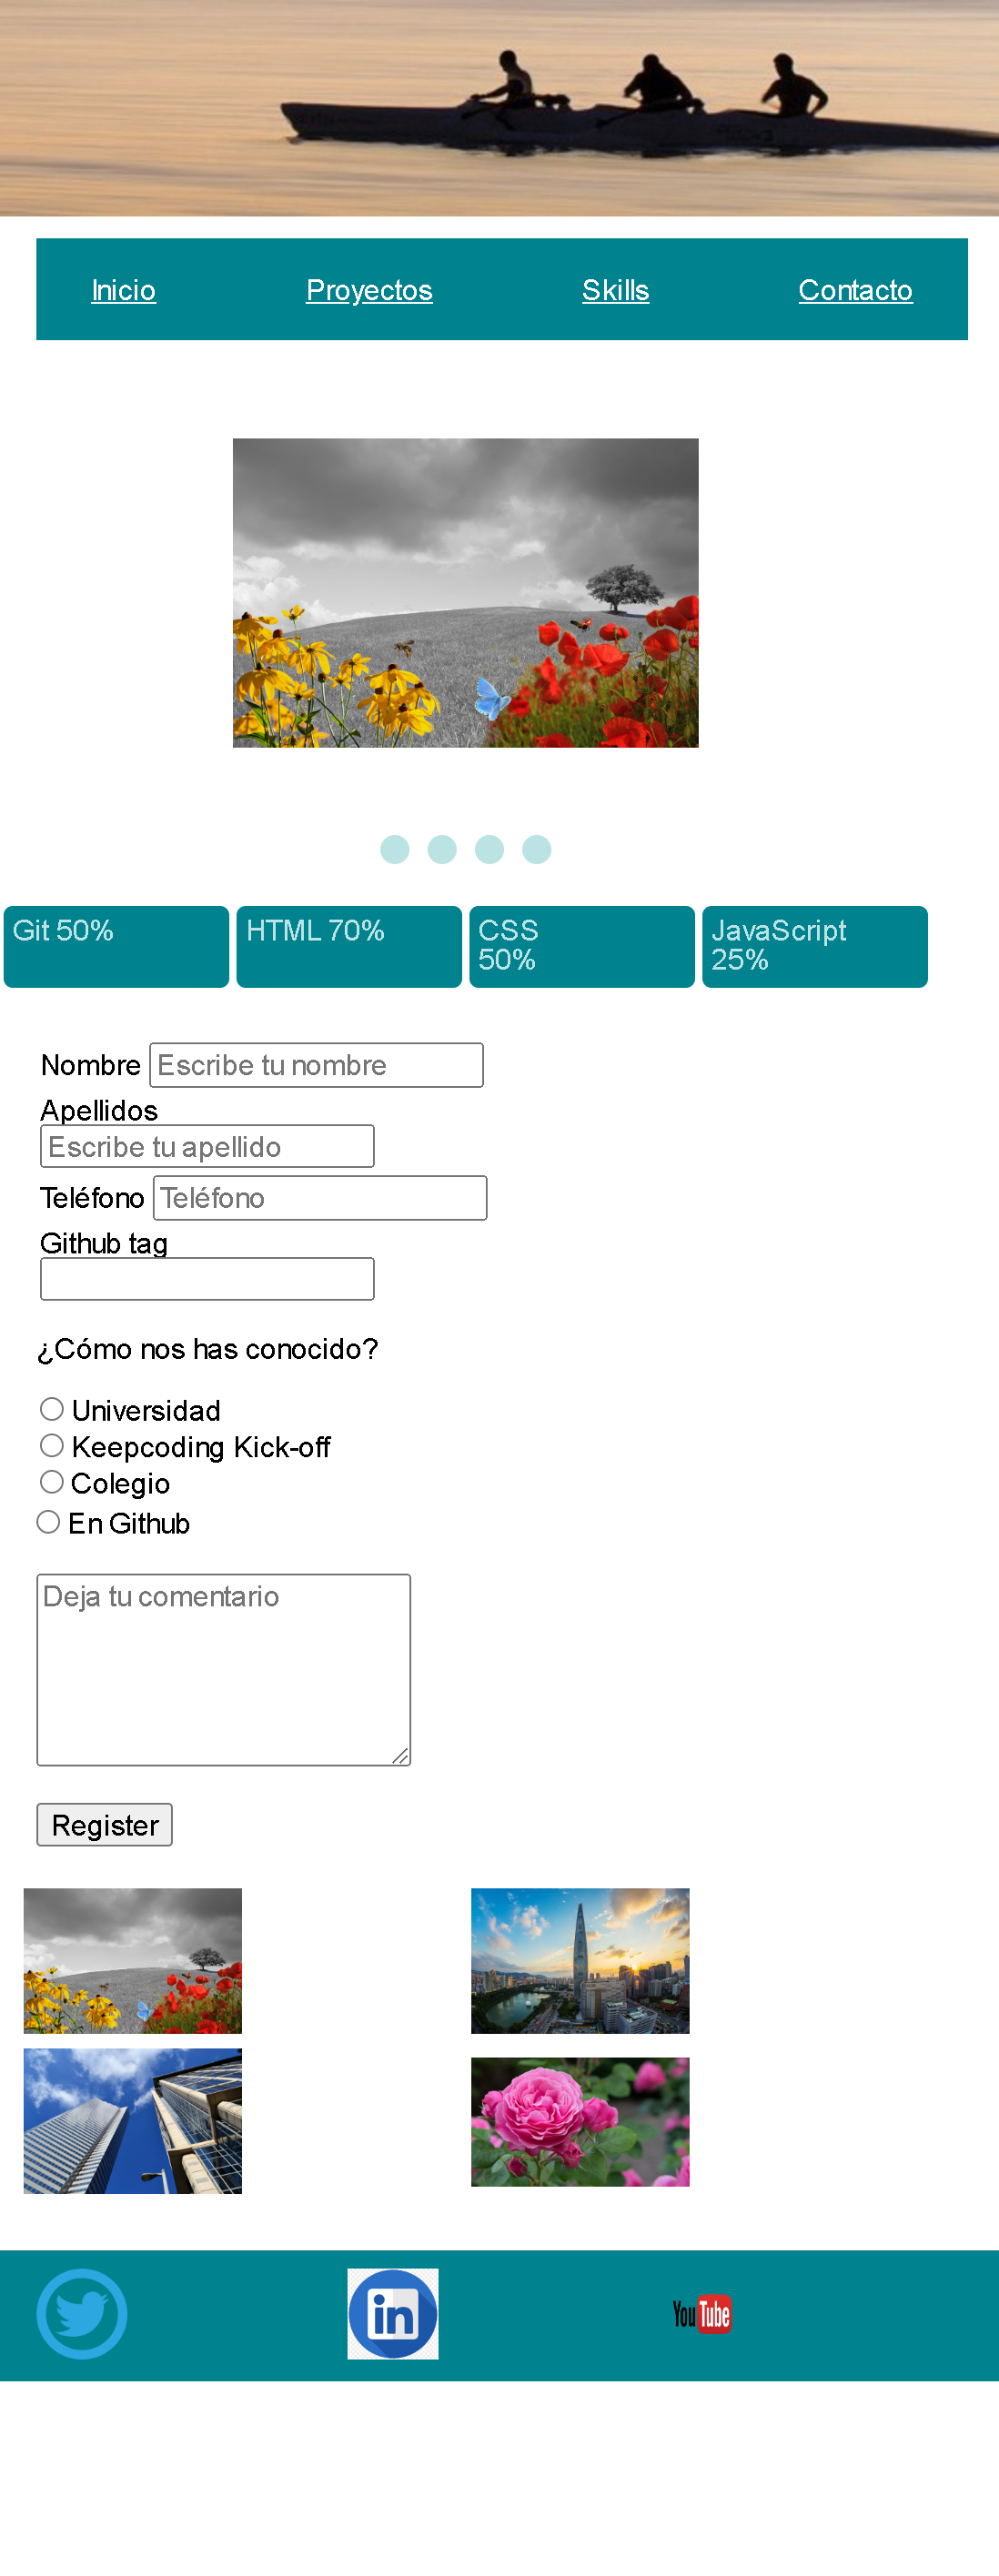 Inicio Proyectos Skills Contacto
Git 50% HTML 70% CSS JavaScript
50% 25%
Nombre Escribe tu nombre
Apellidos
Escribe tu apellido
Teléfono Teléfono
Github tag
¿Cómo nos has conocido?
Universidad
Keepcoding Kick-off
Colegio
En Github
Deja tu comentario
Register
in YouTube